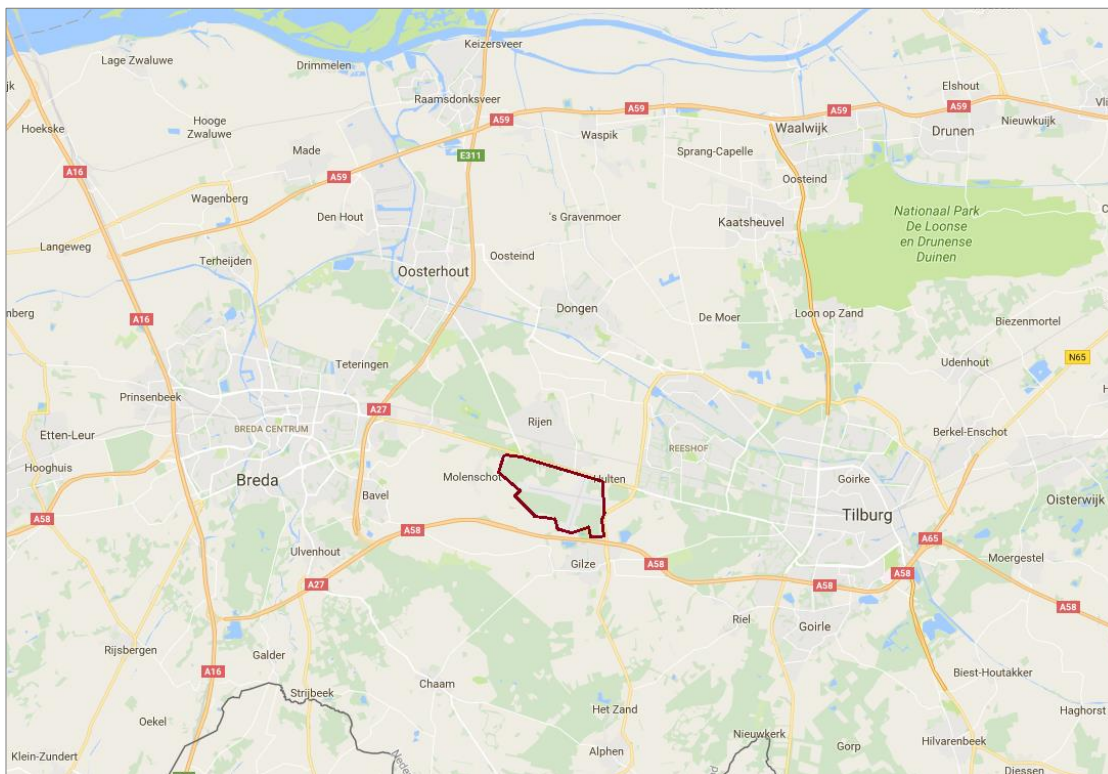 Keizersveer
Lage Zwaluwe
Drimmelen
Elshout
Raamsdonksveer
A59
A59
A59
A59
Hoekske
Hooge
Zwaluwe
Waspik
Waalwijk
Drunen
Nieuwkuijk
Made
E311
Sprang-Capelle
A16
A59
Oosteind
Wagenberg
Den Hout
's Gravenmoer
Kaatsheuvel
Nationaal Park
De Loonse
en Drunense
Duinen
Langeweg
Terheijden
Oosterhout
Oosteind
Dongen
De Moer
Loon op Zand
Biezenmortel
A16
N65
Teteringen
Udenhout
Prinsenbeek
A27
Rijen
BREDA CENTRUM
Berkel-Enschot
Etten-Leur
REESHOF
Hooghuis
Breda
Molenschot
Hulten
Goirke
Bavel
Oisterwijk
A58
A58
Tilburg
Ulvenhout
A65
Gilze
A58
Moergestel
A27
A58
A58
A58
Riel
Goirle
Rijsbergen
Galder
A16
Biest-Houtakker
Strijbeek
Chaam
Haghorst
Oekel
Het Zand
Nieuwkerk
Gorp
Hilvarenbeek
Klein-Zundert
Alphen
Diessen